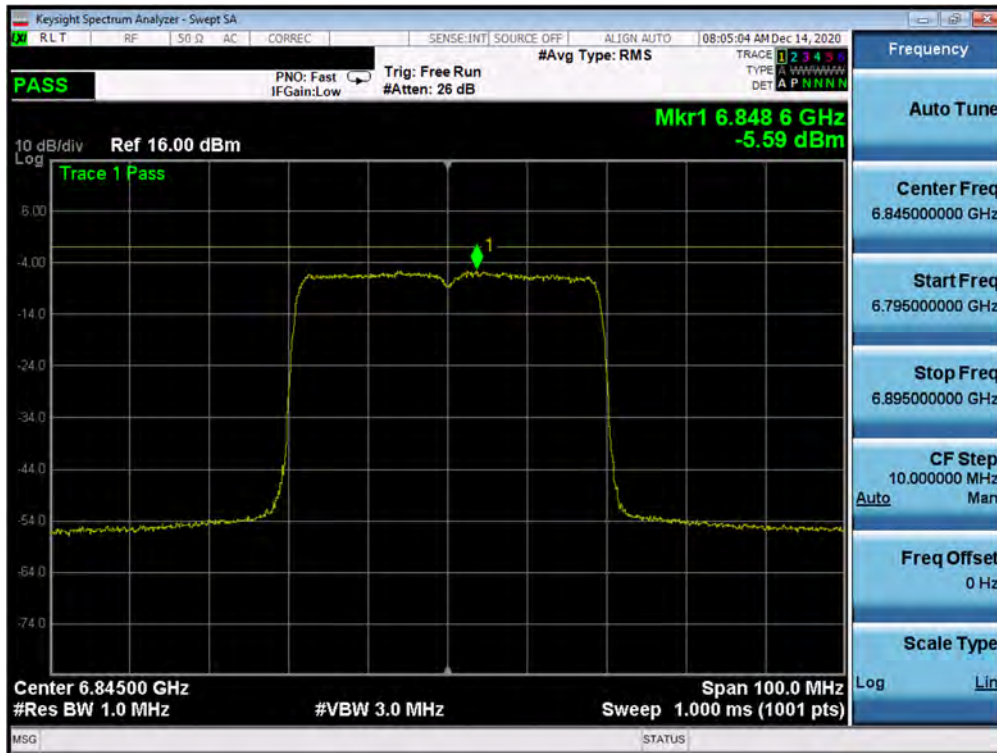 Keysight Spectrum Analyzer - Swept SA
RLT RF 50 Ω AC CORREC SENSE:INT SOURCE OFF ALIGN AUTO 08:05:04 AM Dec 14, 2020
#Avg Type: RMS
TRACE 1 2 3 4 5 6
TYPE A WWWWW
DET A P N N N N
PASS
PNO: Fast
IFGain:Low
Trig: Free Run
#Atten: 26 dB
Mkr1 6.848 6 GHz
-5.59 dBm
10 dB/div
Log
Ref 16.00 dBm
Trace 1 Pass
6.00
1
-4.00
-14.0
-24.0
-34.0
-44.0
-54.0
-64.0
-74.0
Center 6.84500 GHz
Span 100.0 MHz
#Res BW 1.0 MHz
#VBW 3.0 MHz
Sweep 1.000 ms (1001 pts)
MSG
STATUS
Frequency
Auto Tune
Center Freq
6.845000000 GHz
Start Freq
6.795000000 GHz
Stop Freq
6.895000000 GHz
CF Step
10.000000 MHz
Auto Man
Freq Offset
0 Hz
Scale Type
Log Lin